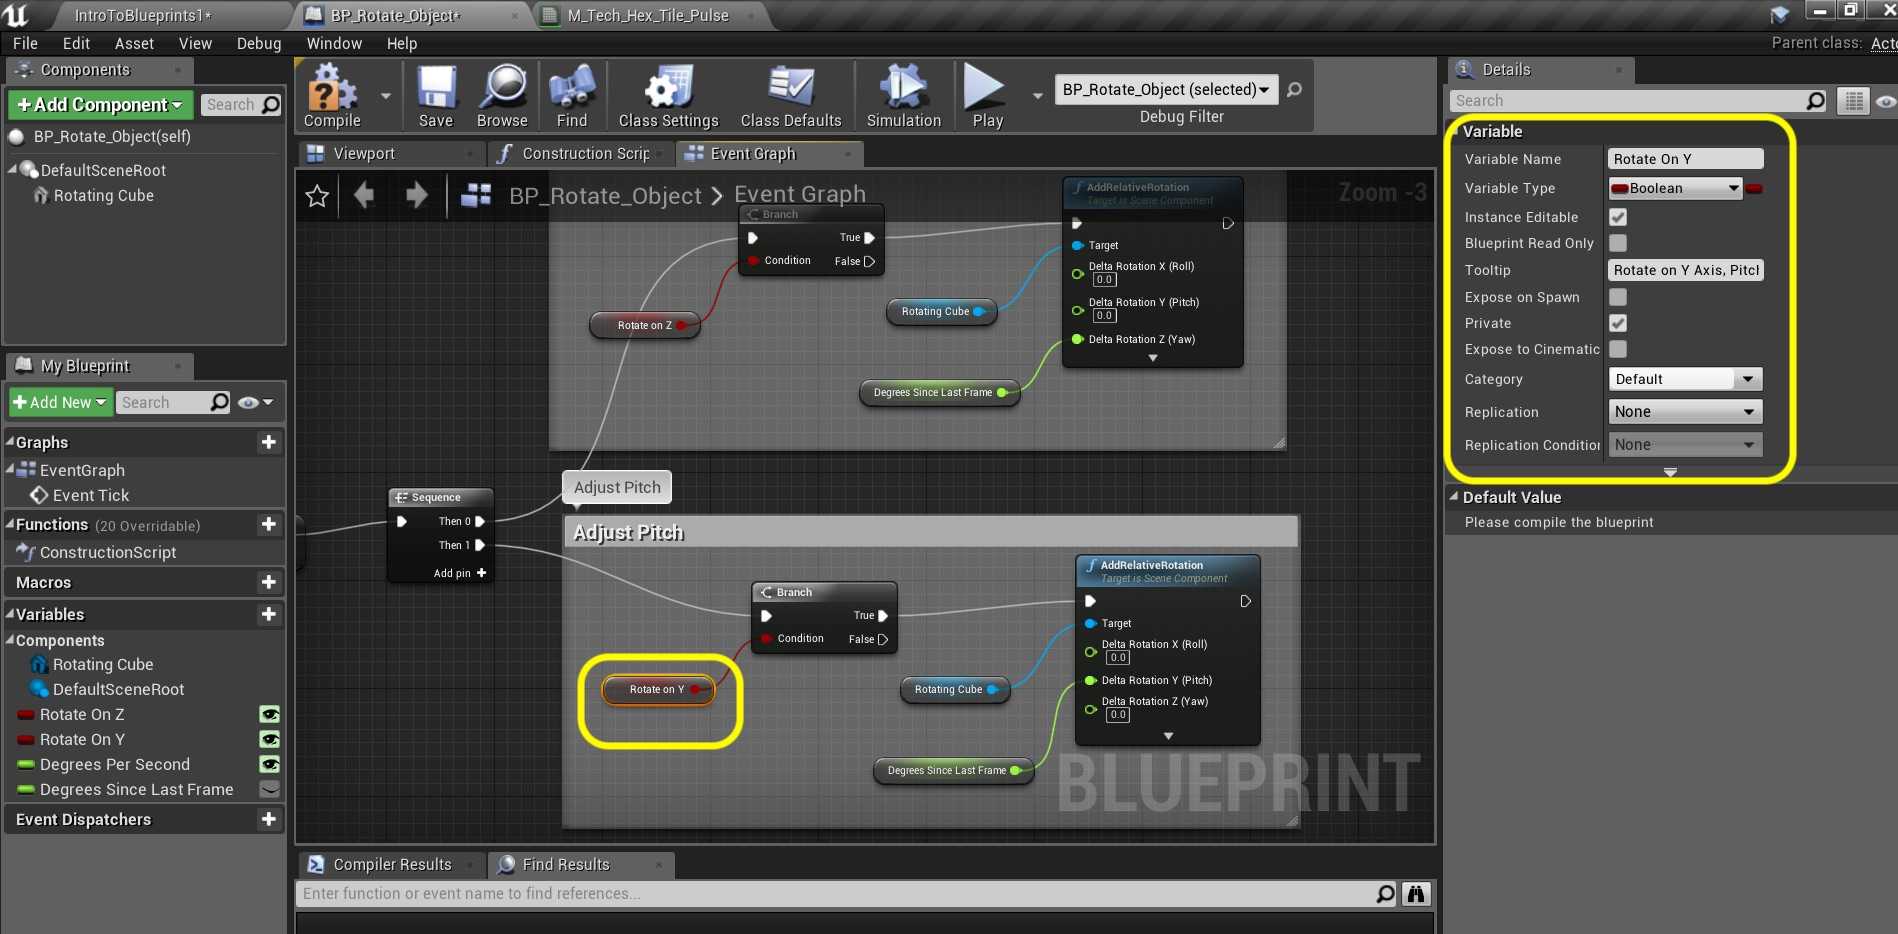 IntroToBlueprints1*
BP_Rotate_Object*
M_Tech_Hex_Tile_Pulse
File Edit Asset View Debug Window Help
Parent class: Acto
Components
+Add Component
Search
BP_Rotate_Object(self)
DefaultSceneRoot
Rotating Cube
Compile
Save
Browse
Find
Class Settings
Class Defaults
Simulation
Play
BP_Rotate_Object (selected)
Debug Filter
Viewport
Construction Scrip
Event Graph
BP_Rotate_Object > Event Graph
Zoom -3
Branch
True
Condition
False
Rotate on Z
Rotating Cube
Degrees Since Last Frame
AddRelativeRotation
Target is Scene Component
Target
Delta Rotation X (Roll)
0.0
Delta Rotation Y (Pitch)
0.0
Delta Rotation Z (Yaw)
Sequence
Then 0
Then 1
Add pin +
Adjust Pitch
Adjust Pitch
Branch
True
Condition
False
Rotate on Y
Rotating Cube
Degrees Since Last Frame
AddRelativeRotation
Target is Scene Component
Target
Delta Rotation X (Roll)
0.0
Delta Rotation Y (Pitch)
Delta Rotation Z (Yaw)
0.0
BLUEPRINT
My Blueprint
+Add New
Search
Graphs
EventGraph
Event Tick
Functions (20 Overridable)
ConstructionScript
Macros
Variables
Components
Rotating Cube
DefaultSceneRoot
Rotate On Z
Rotate On Y
Degrees Per Second
Degrees Since Last Frame
Event Dispatchers
Compiler Results
Find Results
Enter function or event name to find references...
Details
Search
Variable
Variable Name Rotate On Y
Variable Type Boolean
Instance Editable
Blueprint Read Only
Tooltip Rotate on Y Axis, Pitch
Expose on Spawn
Private
Expose to Cinematic
Category Default
Replication None
Replication Condition None
Default Value
Please compile the blueprint